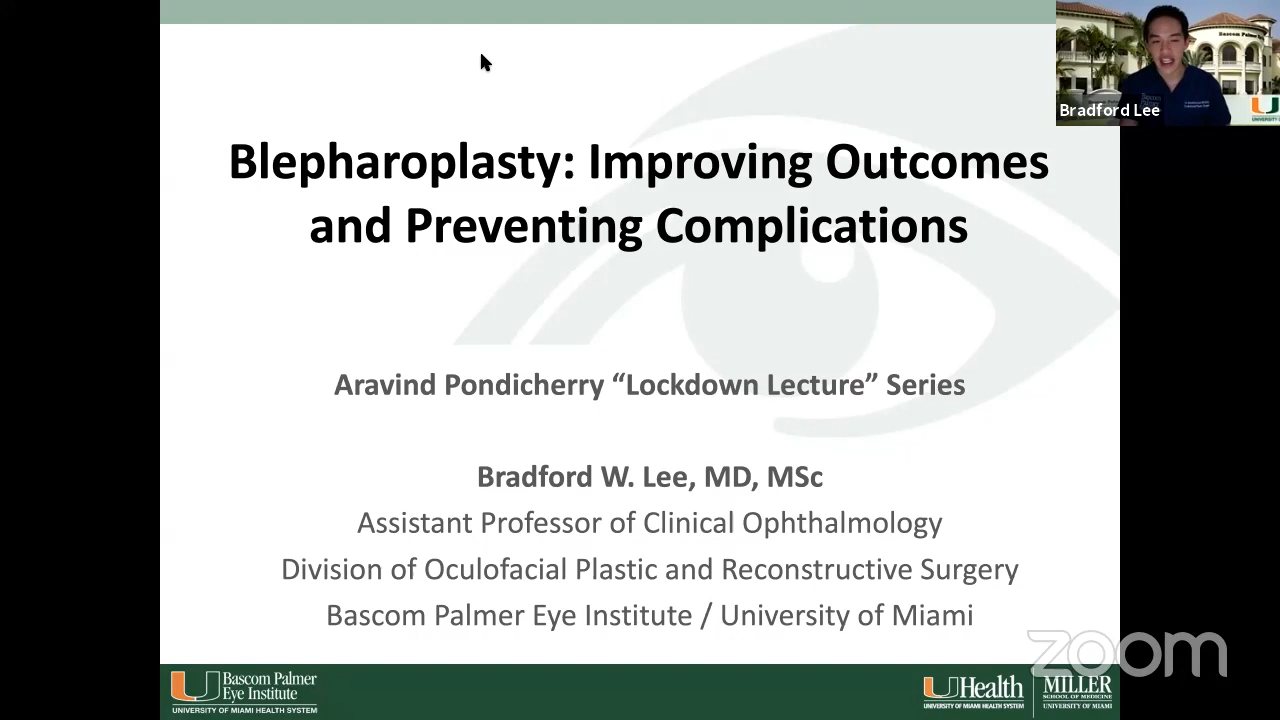 Blepharoplasty: Improving Outcomes
and Preventing Complications
Aravind Pondicherry “Lockdown Lecture” Series
Bradford W. Lee, MD, MSc
Assistant Professor of Clinical Ophthalmology
Division of Oculofacial Plastic and Reconstructive Surgery
Bascom Palmer Eye Institute / University of Miami
Bascom Palmer
Bradford Lee
zoom
Bascom Palmer
Eye Institute
UNIVERSITY OF MIAMI HEALTH SYSTEM
UHealth
UNIVERSITY OF MIAMI HEALTH SYSTEM
MILLER
SCHOOL OF MEDICINE
UNIVERSITY OF MIAMI